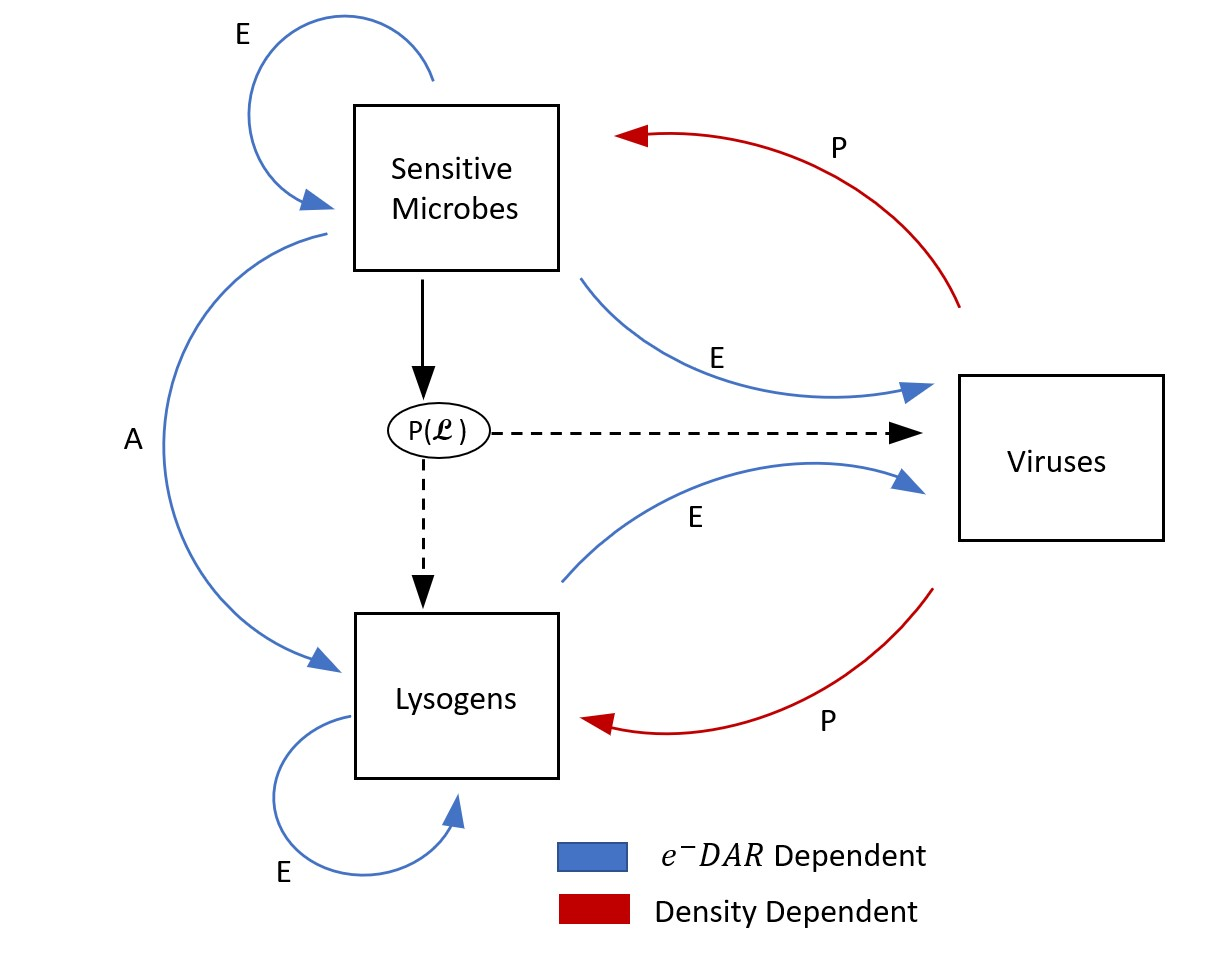 E
P
Sensitive
Microbes
E
A
P(ℒ)
Viruses
E
Lysogens
P
E
e⁻DAR Dependent
Density Dependent